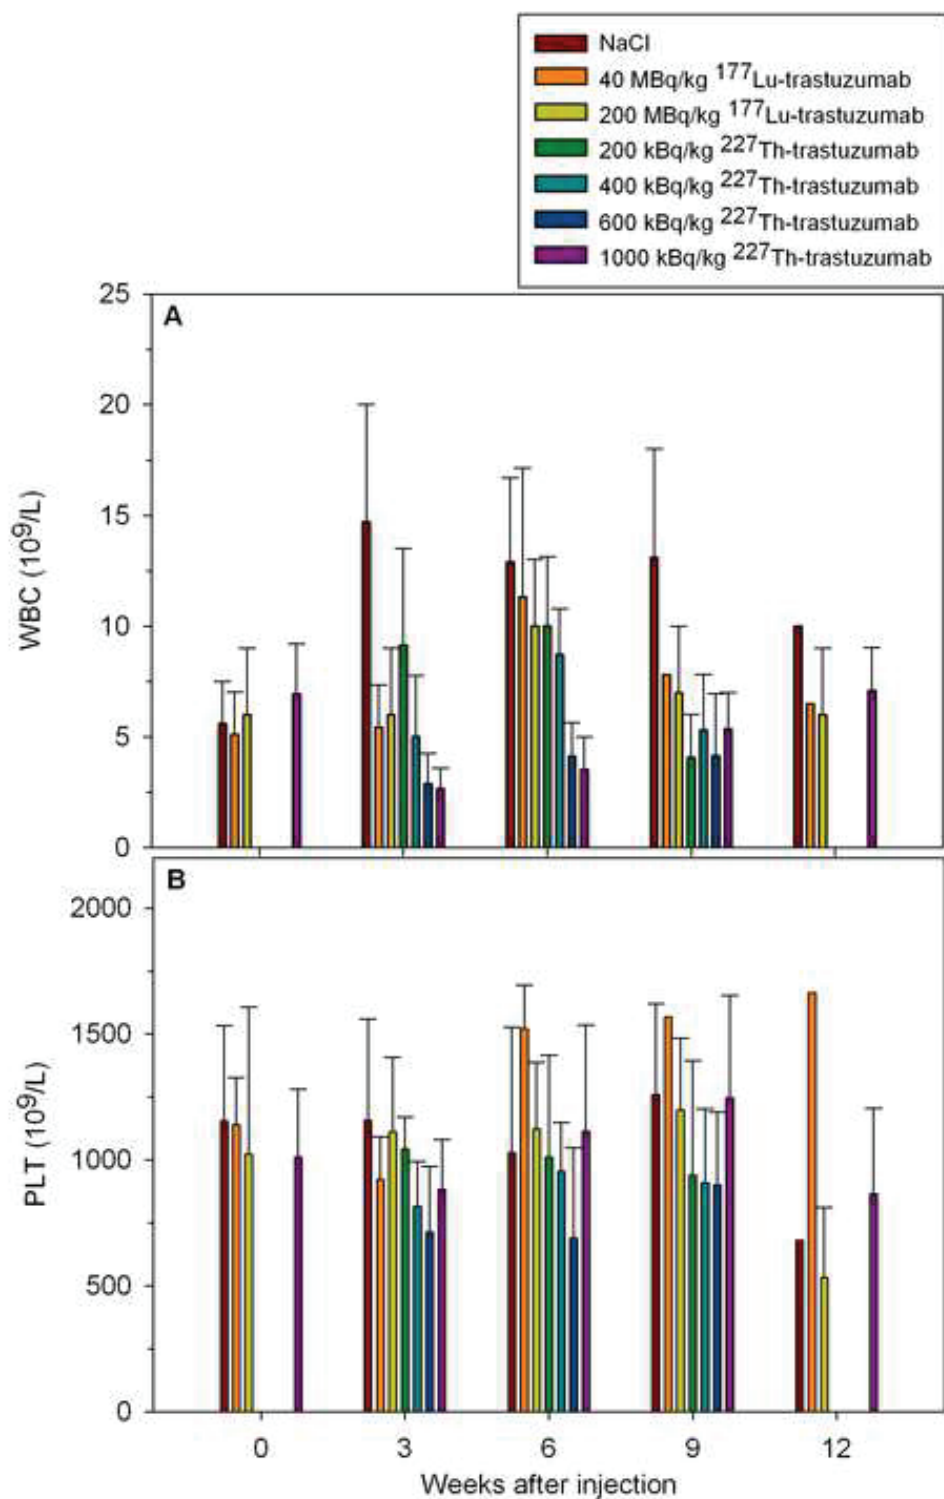 NaCl
40 MBq/kg 177Lu-trastuzumab
200 MBq/kg 177Lu-trastuzumab
200 kBq/kg 227Th-trastuzumab
400 kBq/kg 227Th-trastuzumab
600 kBq/kg 227Th-trastuzumab
1000 kBq/kg 227Th-trastuzumab
A
25
20
15
10
5
0
WBC (109/L)
B
2000
1500
1000
500
0
PLT (109/L)
0 3 6 9 12
Weeks after injection